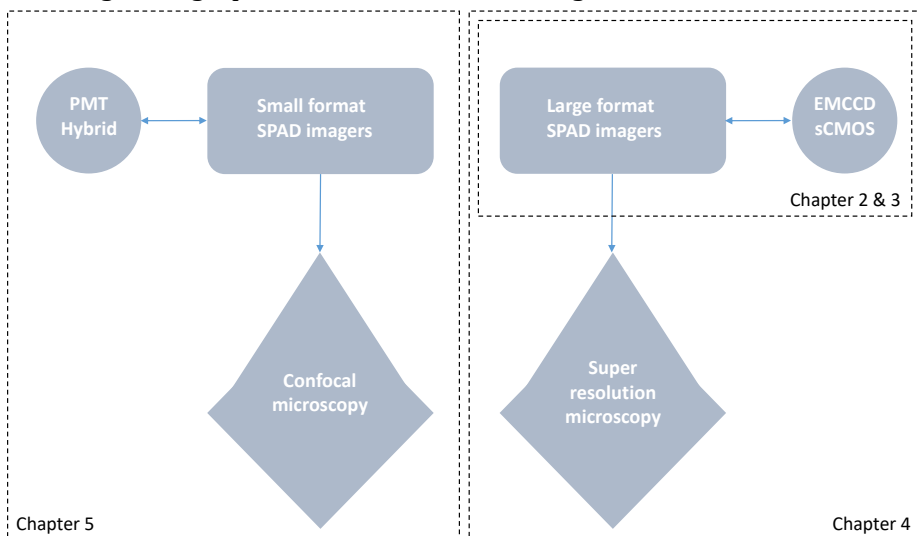 PMT
Hybrid
Small format
SPAD imagers
Large format
SPAD imagers
EMCCD
sCMOS
Chapter 2 & 3
Confocal
microscopy
Super
resolution
microscopy
Chapter 5
Chapter 4